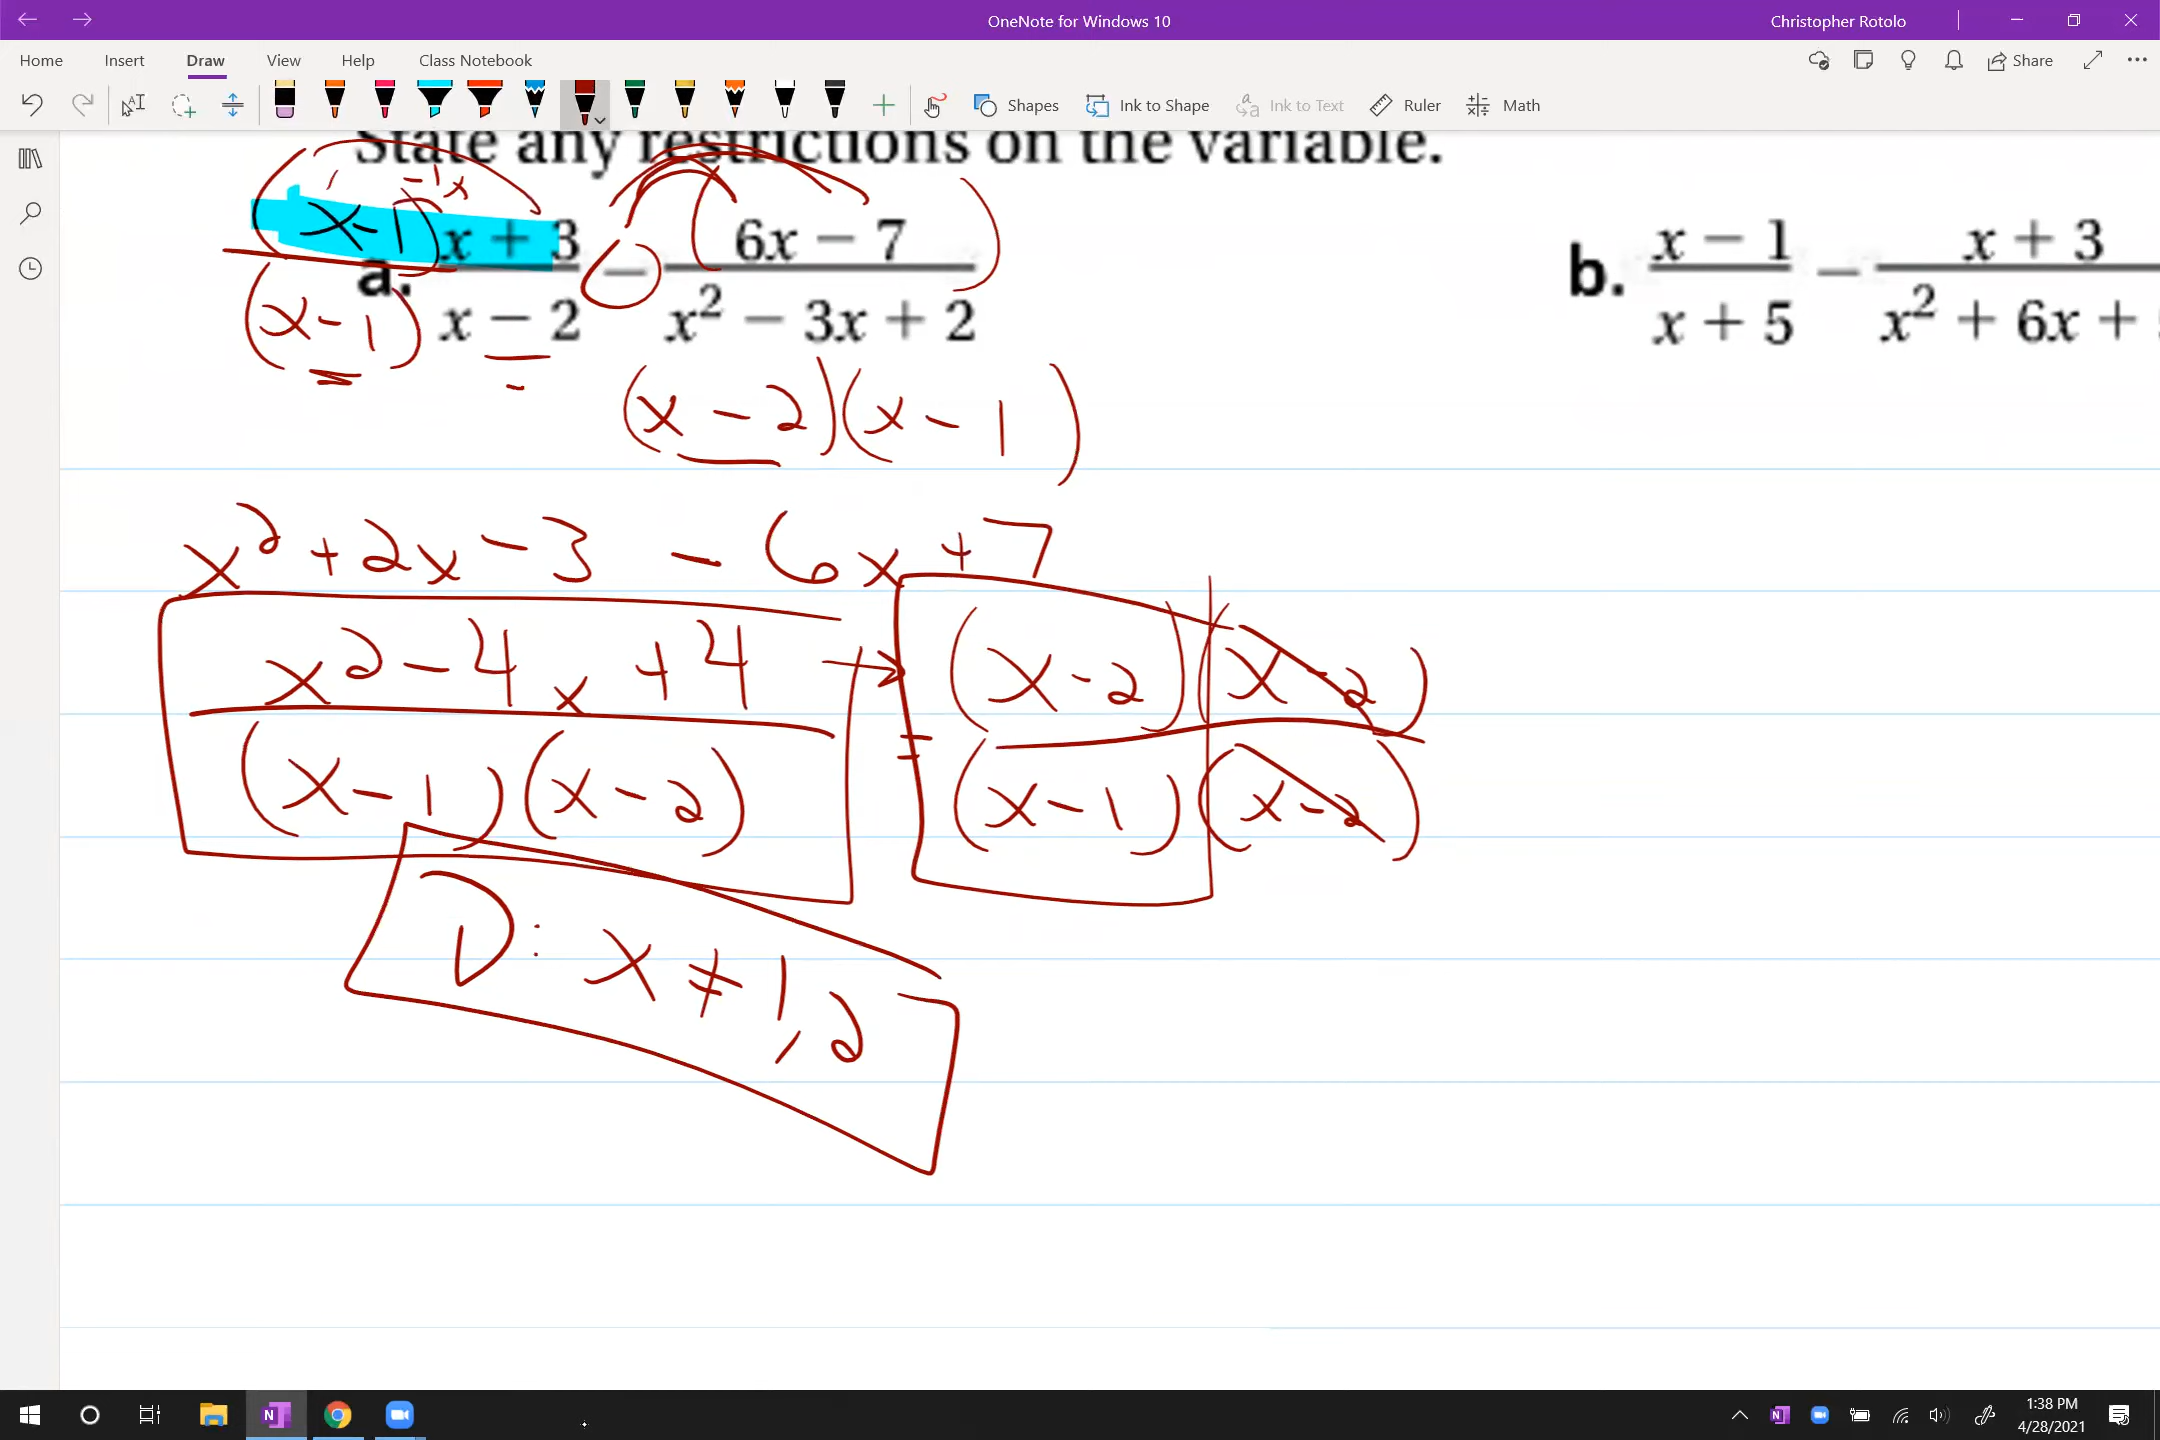 OneNote for Windows 10
Christopher Rotolo
Home Insert Draw View Help Class Notebook
Share
Shapes Ink to Shape Ink to Text Ruler Math
State any restrictions on the variable.
-1x
(x-1) x + 3 − ( 6x − 7 )
a.
(x-1) x − 2 x² − 3x + 2
(x-2)(x-1)
b. x − 1 − x + 3
x + 5 x² + 6x +
x²+2x-3 -6x+7
x²-4x+4 → (x-2)(x-2)
=
(x-1)(x-2) (x-1)(x-2)
D: x≠1,2
1:38 PM
4/28/2021